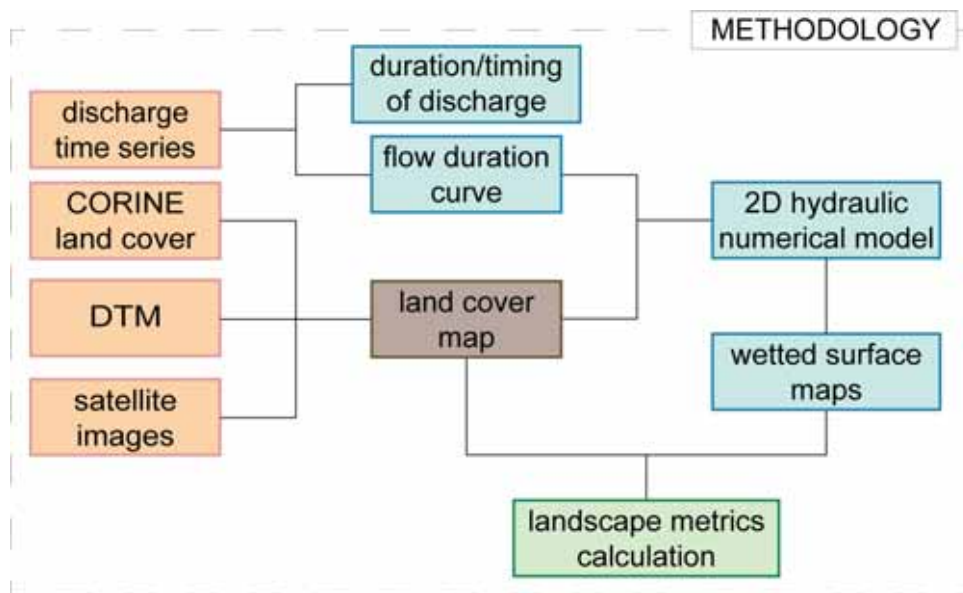 METHODOLOGY
duration/timing
of discharge
discharge
time series
flow duration
curve
CORINE
land cover
2D hydraulic
numerical model
DTM
land cover
map
wetted surface
maps
satellite
images
landscape metrics
calculation